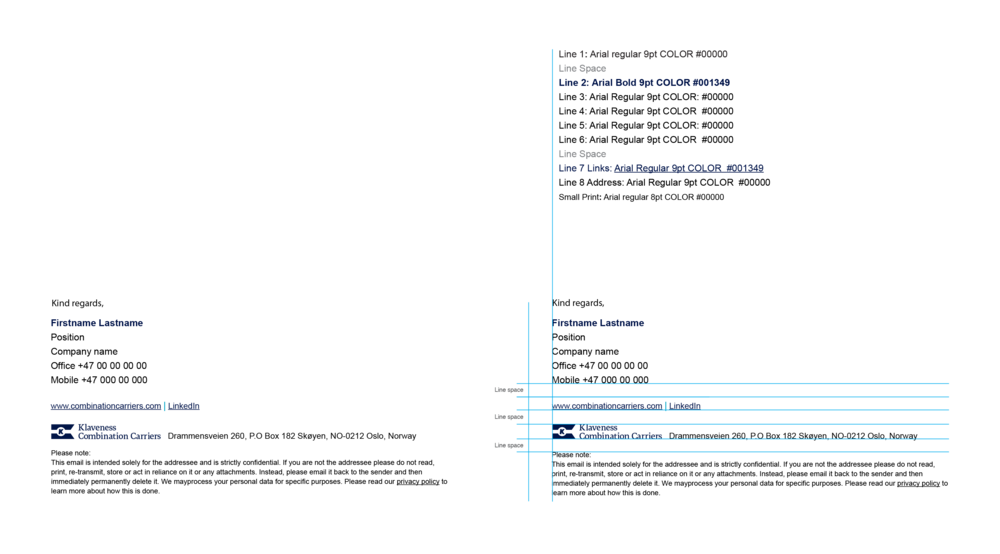 Line 1: Arial regular 9pt COLOR #00000
Line Space
Line 2: Arial Bold 9pt COLOR #001349
Line 3: Arial Regular 9pt COLOR: #00000
Line 4: Arial Regular 9pt COLOR  #00000
Line 5: Arial Regular 9pt COLOR: #00000
Line 6: Arial Regular 9pt COLOR  #00000
Line Space
Line 7 Links: Arial Regular 9pt COLOR  #001349
Line 8 Address: Arial Regular 9pt COLOR  #00000
Small Print: Arial regular 8pt COLOR #00000
Kind regards,
Firstname Lastname
Position
Company name
Office +47 00 00 00 00
Mobile +47 000 00 000
www.combinationcarriers.com | LinkedIn
K
Klaveness
Combination Carriers
Drammensveien 260, P.O Box 182 Skøyen, NO-0212 Oslo, Norway
Please note:
This email is intended solely for the addressee and is strictly confidential. If you are not the addressee please do not read,
print, re-transmit, store or act in reliance on it or any attachments. Instead, please email it back to the sender and then
immediately permanently delete it. We mayprocess your personal data for specific purposes. Please read our privacy policy to
learn more about how this is done.
Kind regards,
Firstname Lastname
Position
Company name
Office +47 00 00 00 00
Mobile +47 000 00 000
Line space
www.combinationcarriers.com | LinkedIn
Line space
K
Klaveness
Combination Carriers
Drammensveien 260, P.O Box 182 Skøyen, NO-0212 Oslo, Norway
Line space
Please note:
This email is intended solely for the addressee and is strictly confidential. If you are not the addressee please do not read,
print, re-transmit, store or act in reliance on it or any attachments. Instead, please email it back to the sender and then
immediately permanently delete it. We mayprocess your personal data for specific purposes. Please read our privacy policy to
learn more about how this is done.